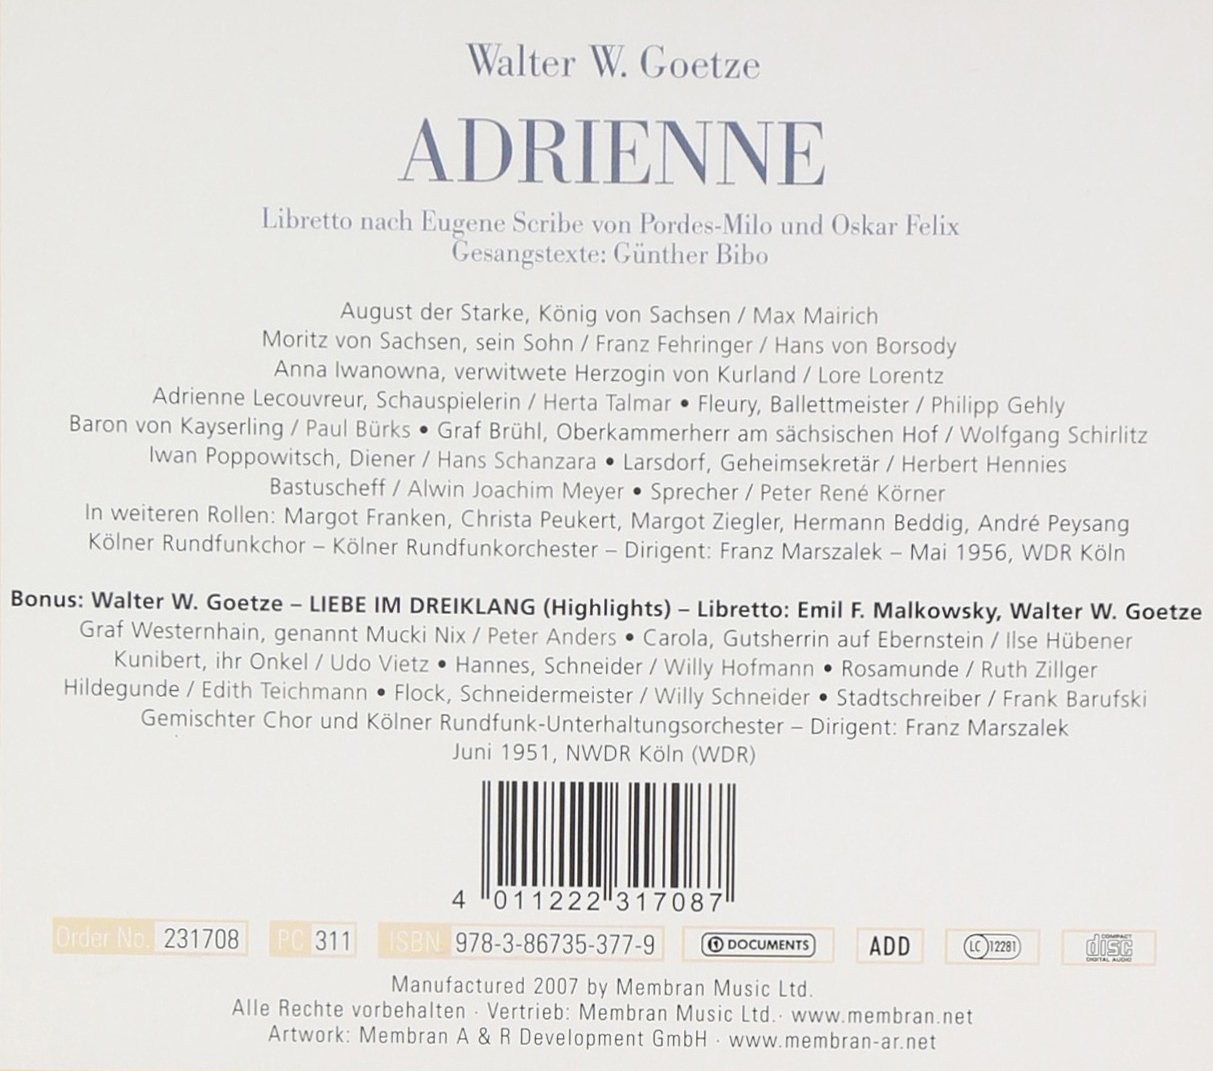 Walter W. Goetze
ADRIENNE
Libretto nach Eugene Scribe von Pordes-Milo und Oskar Felix
Gesangstexte: Günther Bibo
August der Starke, König von Sachsen / Max Mairich
Moritz von Sachsen, sein Sohn / Franz Fehringer / Hans von Borsody
Anna Iwanowna, verwitwete Herzogin von Kurland / Lore Lorentz
Adrienne Lecouvreur, Schauspielerin / Herta Talmar • Fleury, Ballettmeister / Philipp Gehly
Baron von Kayserling / Paul Bürks • Graf Brühl, Oberkammerherr am sächsischen Hof / Wolfgang Schirlitz
Iwan Poppowitsch, Diener / Hans Schanzara • Larsdorf, Geheimsekretär / Herbert Hennies
Bastuscheff / Alwin Joachim Meyer • Sprecher / Peter René Körner
In weiteren Rollen: Margot Franken, Christa Peukert, Margot Ziegler, Hermann Beddig, André Peysang
Kölner Rundfunkchor – Kölner Rundfunkorchester – Dirigent: Franz Marszalek – Mai 1956, WDR Köln
Bonus: Walter W. Goetze – LIEBE IM DREIKLANG (Highlights) – Libretto: Emil F. Malkowsky, Walter W. Goetze
Graf Westernhain, genannt Mucki Nix / Peter Anders • Carola, Gutsherrin auf Ebernstein / Ilse Hübener
Kunibert, ihr Onkel / Udo Vietz • Hannes, Schneider / Willy Hofmann • Rosamunde / Ruth Zillger
Hildegunde / Edith Teichmann • Flock, Schneidermeister / Willy Schneider • Stadtschreiber / Frank Barufski
Gemischter Chor und Kölner Rundfunk-Unterhaltungsorchester – Dirigent: Franz Marszalek
Juni 1951, NWDR Köln (WDR)
4 011222 317087
Order No. 231708 PC 311 ISBN 978-3-86735-377-9 DOCUMENTS ADD LC 12281 COMPACT disc DIGITAL AUDIO
Manufactured 2007 by Membran Music Ltd.
Alle Rechte vorbehalten · Vertrieb: Membran Music Ltd.· www.membran.net
Artwork: Membran A & R Development GmbH · www.membran-ar.net